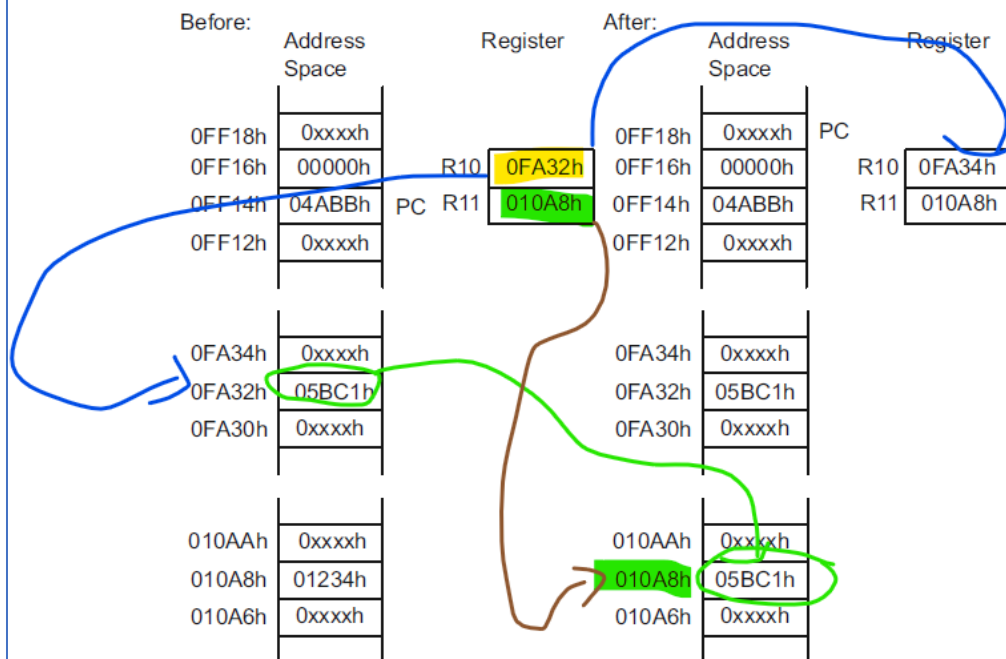 Before:
After:
Address Space
Register
Address Space
Register
0FF18h 0xxxxh
0FF18h 0xxxxh PC
0FF16h 00000h R10 0FA32h
0FF16h 00000h R10 0FA34h
0FF14h 04ABBh PC R11 010A8h
0FF14h 04ABBh R11 010A8h
0FF12h 0xxxxh
0FF12h 0xxxxh
0FA34h 0xxxxh
0FA34h 0xxxxh
0FA32h 05BC1h
0FA32h 05BC1h
0FA30h 0xxxxh
0FA30h 0xxxxh
010AAh 0xxxxh
010AAh 0xxxxh
010A8h 01234h
010A8h 05BC1h
010A6h 0xxxxh
010A6h 0xxxxh